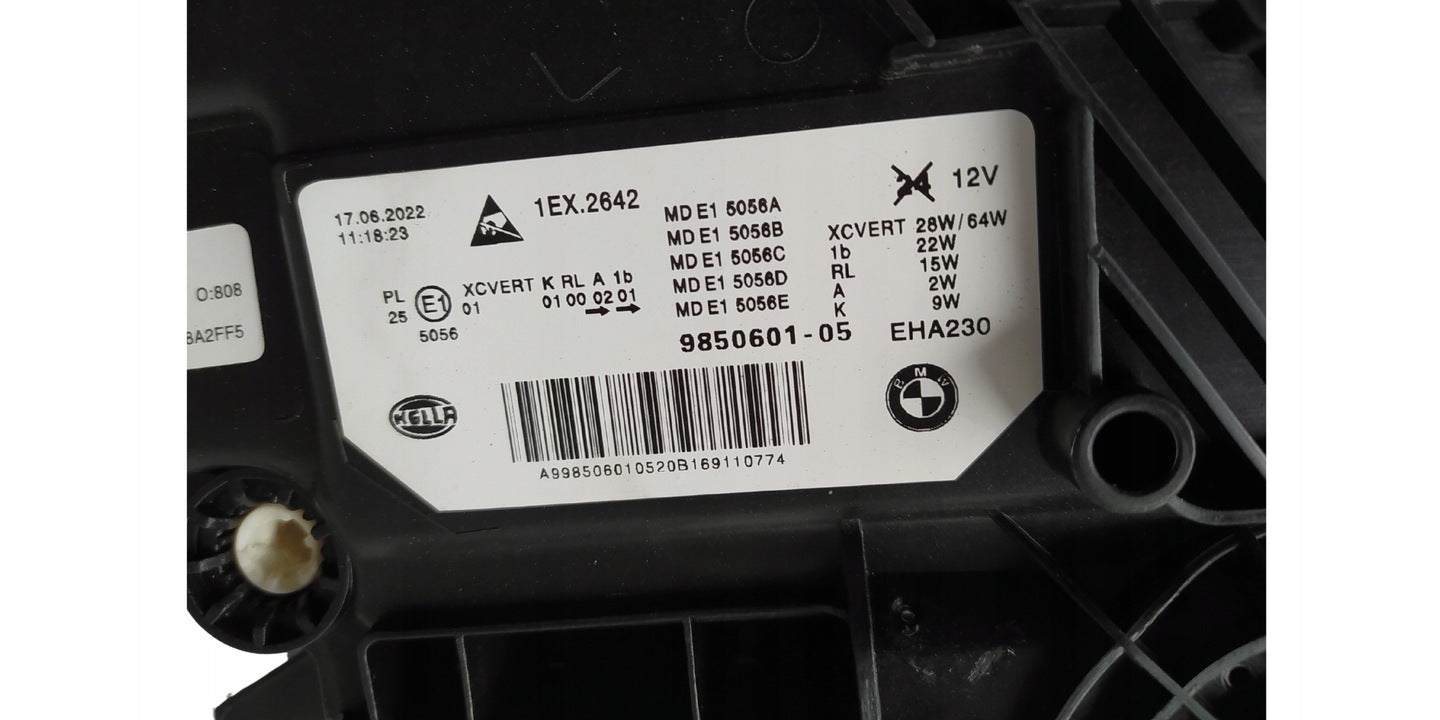 O:808
8A2FF5
17.06.2022
11:18:23
1EX.2642
PL
25
E1
5056
XCVERT K RL A 1b
01 01 00 02 01
MD E1 5056A
MD E1 5056B
MD E1 5056C
MD E1 5056D
MD E1 5056E
24 12V
XCVERT 28W/64W
1b 22W
RL 15W
A 2W
K 9W
9850601-05 EHA230
HELLA
BMW
A998506010520B169110774